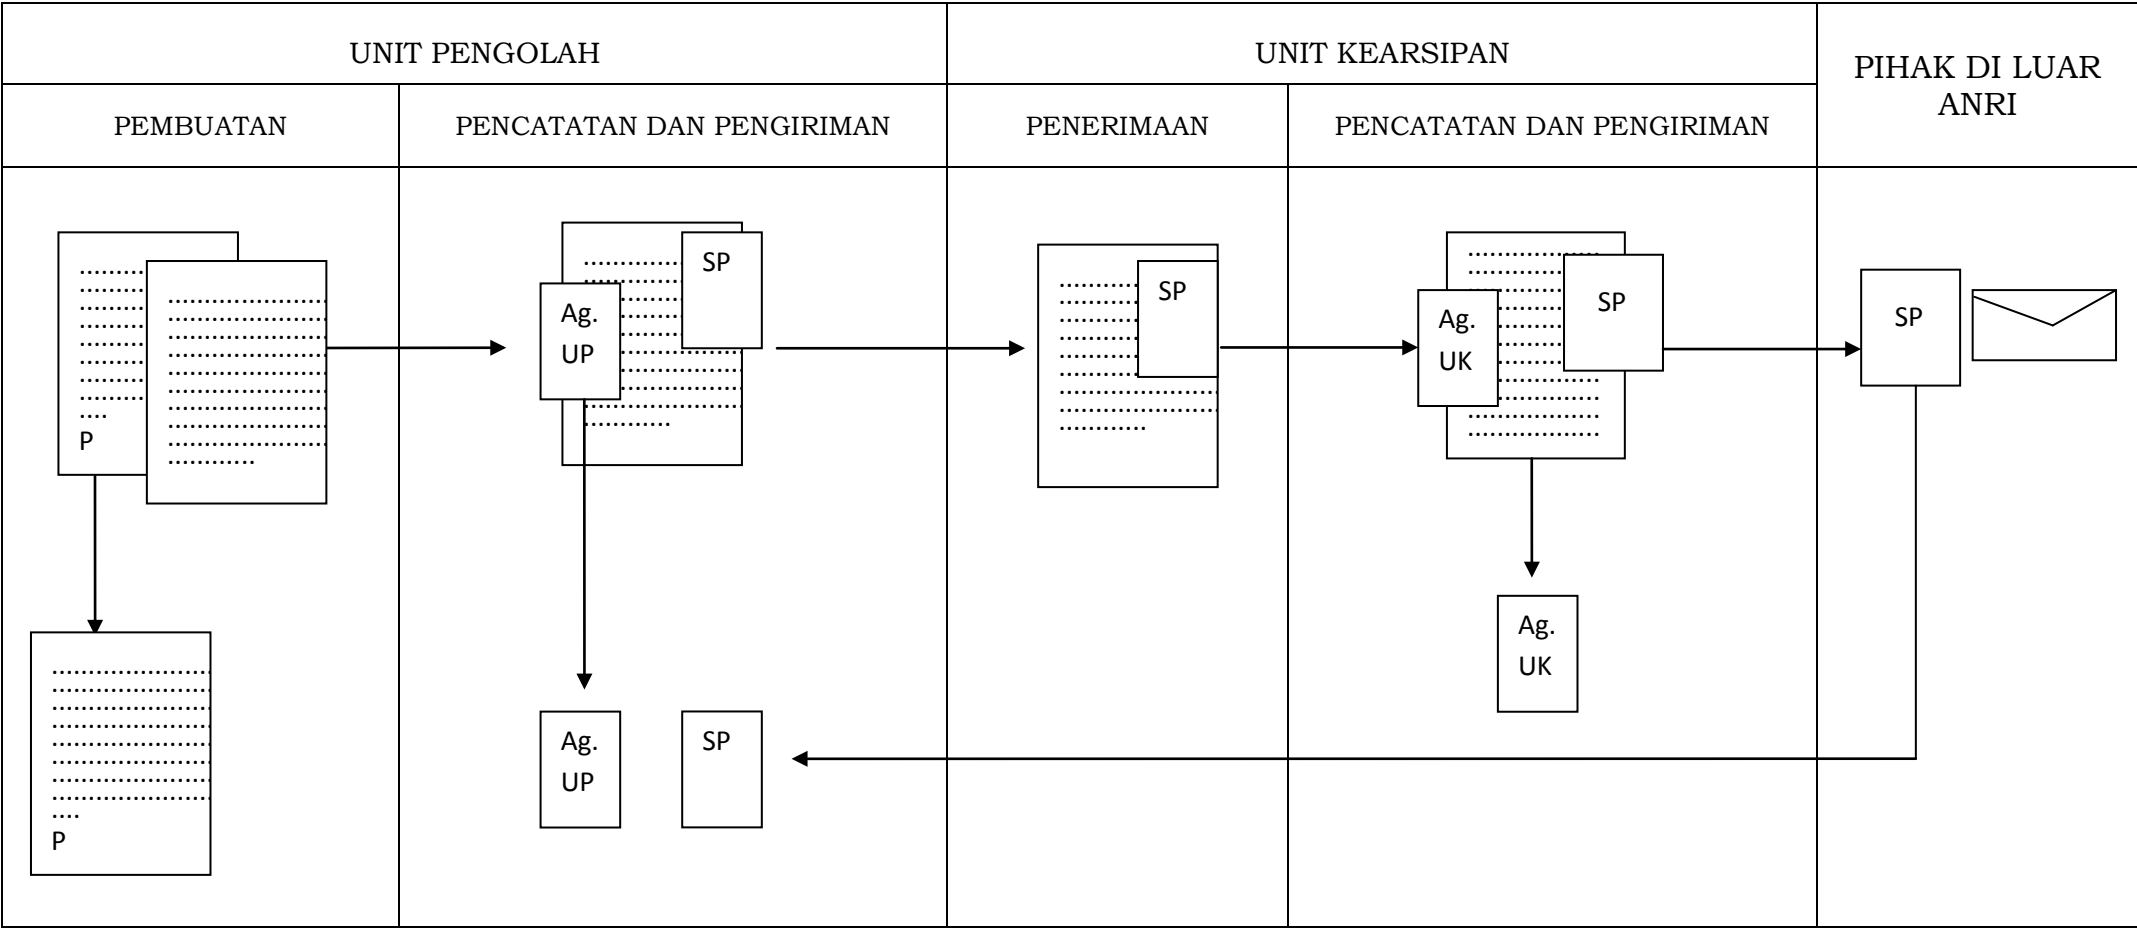 UNIT PENGOLAH
UNIT KEARSIPAN
PIHAK DI LUAR
ANRI
PEMBUATAN
PENCATATAN DAN PENGIRIMAN
PENERIMAAN
PENCATATAN DAN PENGIRIMAN
P
Ag.
UP
SP
SP
Ag.
UK
SP
SP
P
Ag.
UP
SP
Ag.
UK